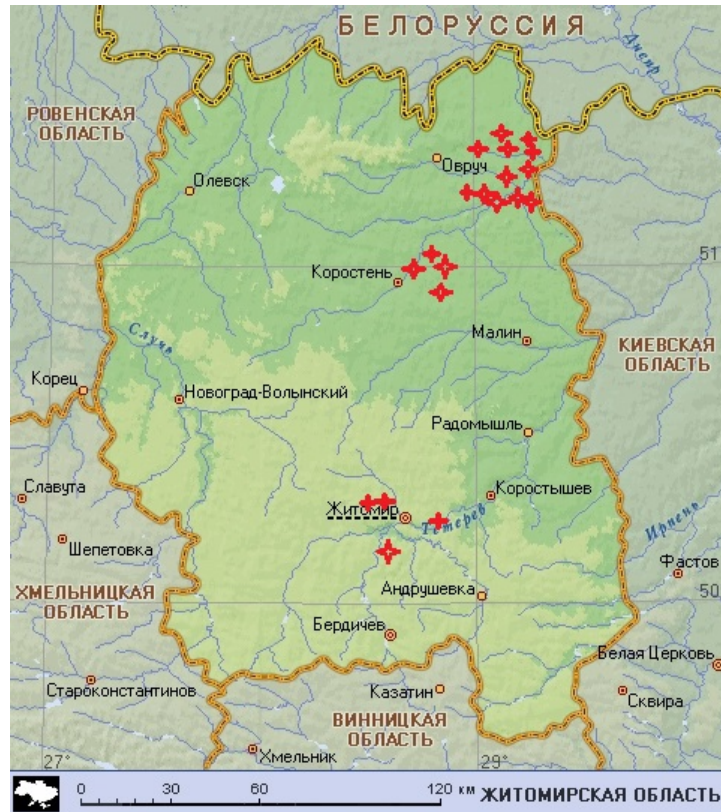 БЕЛОРУССИЯ
Днепр
РОВЕНСКАЯ
ОБЛАСТЬ
Овруч
Олевск
51°
Коростень
Случь
Малин
КИЕВСКАЯ
ОБЛАСТЬ
Корец
Новоград-Волынский
Радомышль
Славута
Коростышев
Житомир
Тетерев
Ирпень
Шепетовка
Фастов
ХМЕЛЬНИЦКАЯ
ОБЛАСТЬ
Андрушевка
50°
Бердичев
Белая Церковь
Староконстантинов
Казатин
Сквира
ВИННИЦКАЯ
ОБЛАСТЬ
Хмельник
27°
29°
0 30 60 120 км ЖИТОМИРСКАЯ ОБЛАСТЬ